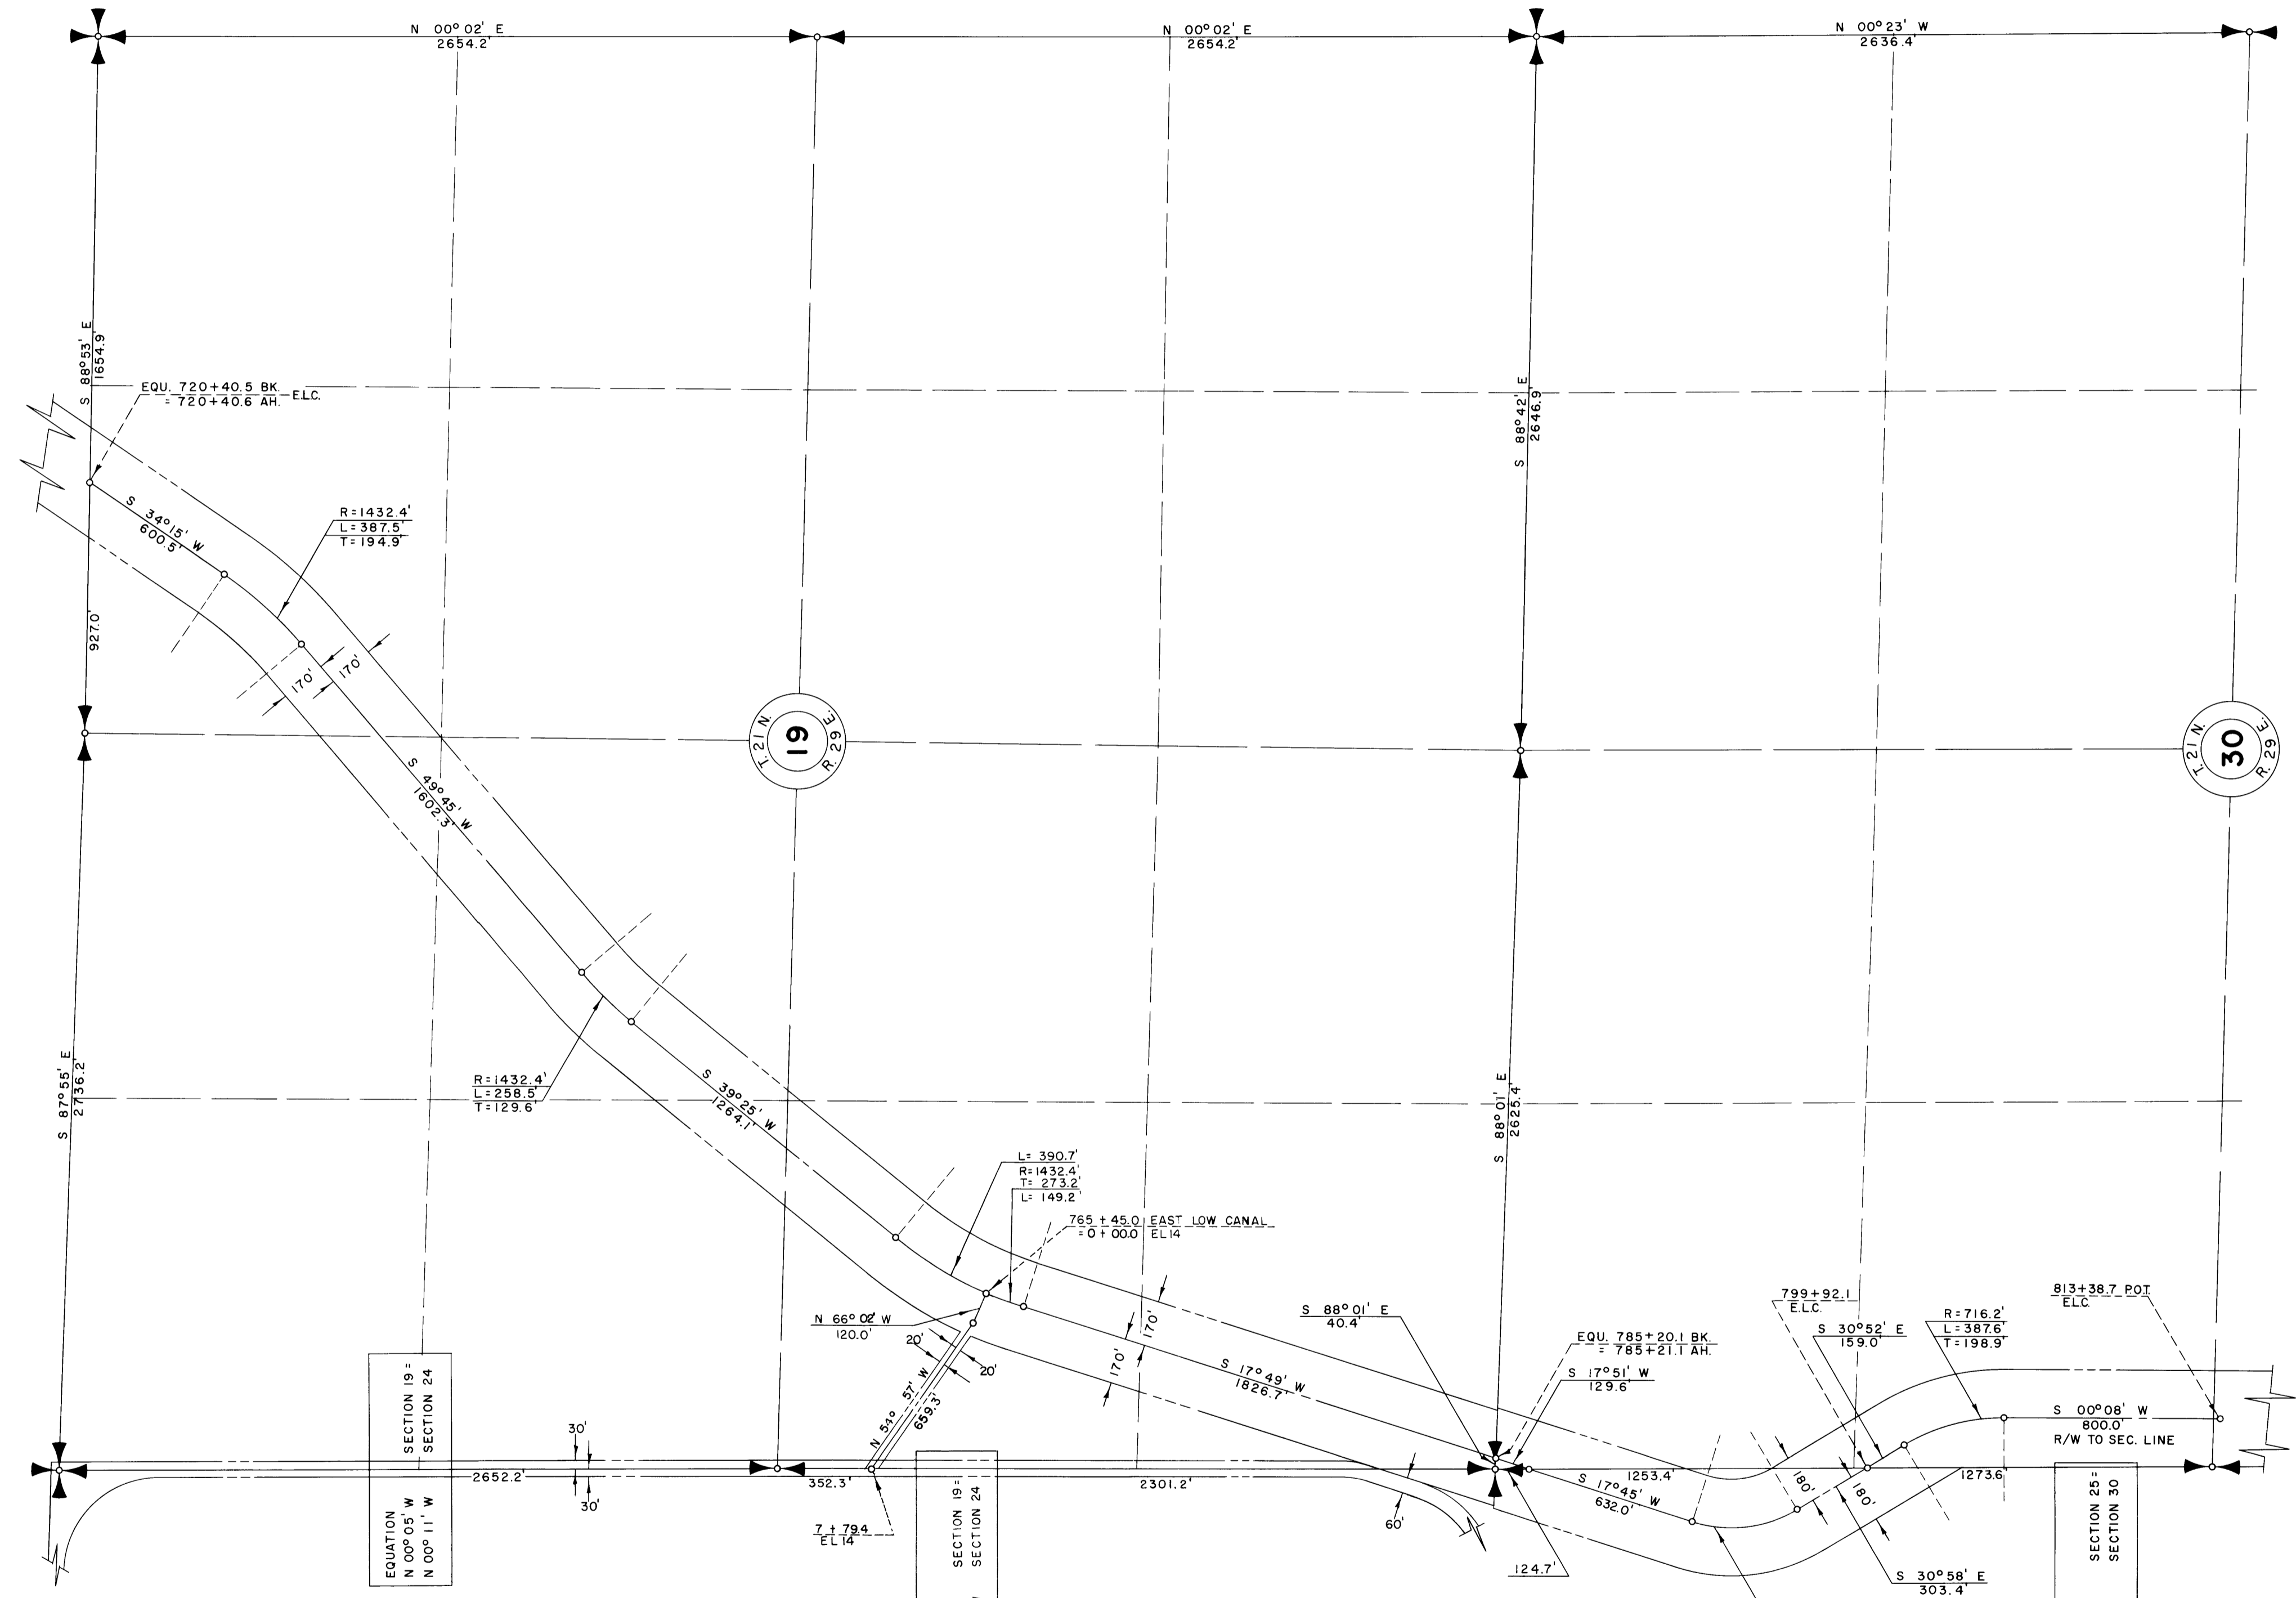 N 00° 02' E
2654.2'
N 00° 02' E
2654.2'
N 00° 23' W
2636.4'
S 88° 53' E
1654.9'
EQU. 720+40.5 BK.
= 720+40.6 AH.
E.L.C.
S 88° 42' E
2646.9'
S 34° 15' W
600.5'
R=1432.4'
L=387.5'
T=194.9'
927.0'
170'
170'
T. 21 N.
19
R. 29 E.
T. 21 N.
30
R. 29 E.
S 49° 45' W
1602.3'
S 87° 55' E
2736.2'
R=1432.4'
L=258.5'
T=129.6'
S 39° 25' W
1264.1'
S 88° 01' E
2625.4'
L= 390.7'
R=1432.4'
T= 273.2'
L= 149.2'
765 + 45.0 EAST LOW CANAL
= 0 + 00.0 EL14
N 66° 02' W
120.0'
20'
20'
N 54° 57' W
659.3'
170'
170'
S 17° 49' W
1826.7'
S 88° 01' E
40.4'
EQU. 785+20.1 BK.
= 785+21.1 AH.
S 17° 51' W
129.6'
799+92.1
E.L.C.
S 30° 52' E
159.0'
R=716.2'
L=387.6'
T=198.9'
813+38.7 P.O.T.
E.L.C.
S 00° 08' W
800.0'
R/W TO SEC. LINE
30'
30'
2652.2'
352.3'
2301.2'
1253.4'
1273.6'
S 17° 45' W
632.0'
180'
180'
60'
124.7'
S 30° 58' E
303.4'
7 + 79.4
EL14
EQUATION
N 00° 05' W SECTION 19 =
N 00° 11' W SECTION 24
SECTION 19 =
SECTION 24
SECTION 25 =
SECTION 30